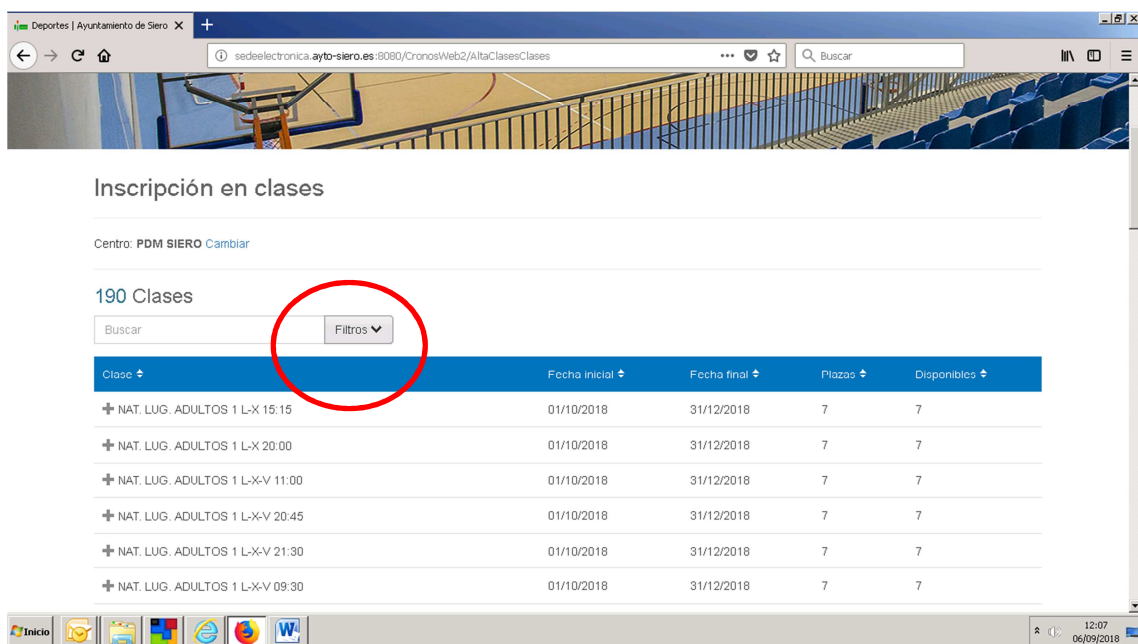 Deportes | Ayuntamiento de Siero
sedeelectronica.ayto-siero.es:8080/CronosWeb2/AltaClasesClases
Buscar
Inscripción en clases
Centro: PDM SIERO Cambiar
190 Clases
Buscar Filtros
Clase Fecha inicial Fecha final Plazas Disponibles
NAT. LUG. ADULTOS 1 L-X 15:15 01/10/2018 31/12/2018 7 7
NAT. LUG. ADULTOS 1 L-X 20:00 01/10/2018 31/12/2018 7 7
NAT. LUG. ADULTOS 1 L-X-V 11:00 01/10/2018 31/12/2018 7 7
NAT. LUG. ADULTOS 1 L-X-V 20:45 01/10/2018 31/12/2018 7 7
NAT. LUG. ADULTOS 1 L-X-V 21:30 01/10/2018 31/12/2018 7 7
NAT. LUG. ADULTOS 1 L-X-V 09:30 01/10/2018 31/12/2018 7 7
Inicio
12:07
06/09/2018